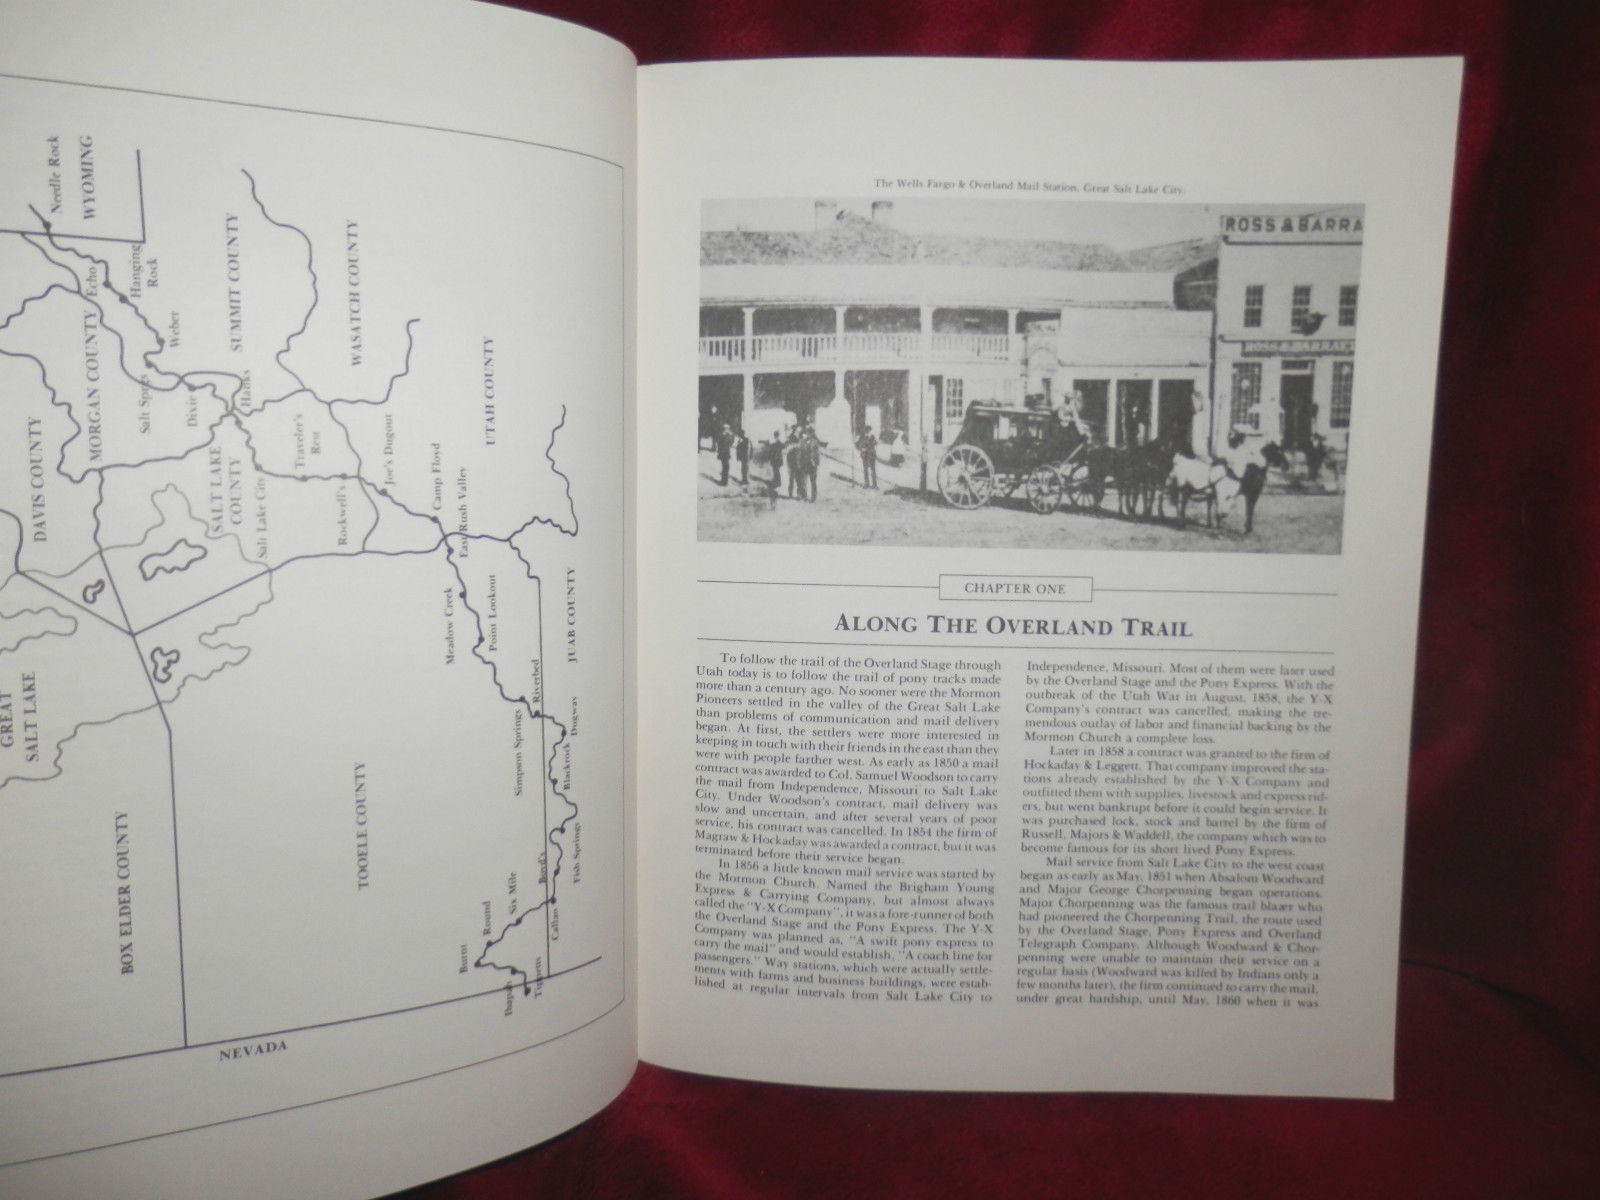 Needle Rock
WYOMING
Echo
Hanging
Rock
Weber
SUMMIT COUNTY
WASATCH COUNTY
MORGAN COUNTY
Salt Springs
Dixie
Hanks
DAVIS COUNTY
SALT LAKE
COUNTY
Salt Lake City
Traveler's
Rest
Rockwell's
Joe's Dugout
UTAH COUNTY
Camp Floyd
East Rush Valley
GREAT
SALT LAKE
Meadow Creek
Point Lookout
JUAB COUNTY
Riverbed
Simpson Springs
Dogway
Blackrock
Fish Springs
Boyd's
TOOELE COUNTY
BOX ELDER COUNTY
Callao
Six Mile
Round
Burnt
Ibapah
Tippetts
NEVADA
The Wells Fargo & Overland Mail Station, Great Salt Lake City.
ROSS & BARRA
ROSS & BARRAT
CHAPTER ONE
ALONG THE OVERLAND TRAIL
To follow the trail of the Overland Stage through
Utah today is to follow the trail of pony tracks made
more than a century ago. No sooner were the Mormon
Pioneers settled in the valley of the Great Salt Lake
than problems of communication and mail delivery
began. At first, the settlers were more interested in
keeping in touch with their friends in the east than they
were with people farther west. As early as 1850 a mail
contract was awarded to Col. Samuel Woodson to carry
the mail from Independence, Missouri to Salt Lake
City. Under Woodson's contract, mail delivery was
slow and uncertain, and after several years of poor
service, his contract was cancelled. In 1854 the firm of
Magraw & Hockaday was awarded a contract, but it was
terminated before their service began.
In 1856 a little known mail service was started by
the Mormon Church. Named the Brigham Young
Express & Carrying Company, but almost always
called the "Y-X Company", it was a fore-runner of both
the Overland Stage and the Pony Express. The Y-X
Company was planned as, "A swift pony express to
carry the mail" and would establish, "A coach line for
passengers." Way stations, which were actually settle-
ments with farms and business buildings, were estab-
lished at regular intervals from Salt Lake City to
Independence, Missouri. Most of them were later used
by the Overland Stage and the Pony Express. With the
outbreak of the Utah War in August, 1858, the Y-X
Company's contract was cancelled, making the tre-
mendous outlay of labor and financial backing by the
Mormon Church a complete loss.
Later in 1858 a contract was granted to the firm of
Hockaday & Leggett. That company improved the sta-
tions already established by the Y-X Company and
outfitted them with supplies, livestock and express rid-
ers, but went bankrupt before it could begin service. It
was purchased lock, stock and barrel by the firm of
Russell, Majors & Waddell, the company which was to
become famous for its short lived Pony Express.
Mail service from Salt Lake City to the west coast
began as early as May, 1851 when Absalom Woodward
and Major George Chorpenning began operations.
Major Chorpenning was the famous trail blazer who
had pioneered the Chorpenning Trail, the route used
by the Overland Stage, Pony Express and Overland
Telegraph Company. Although Woodward & Chor-
penning were unable to maintain their service on a
regular basis (Woodward was killed by Indians only a
few months later), the firm continued to carry the mail,
under great hardship, until May, 1860 when it was